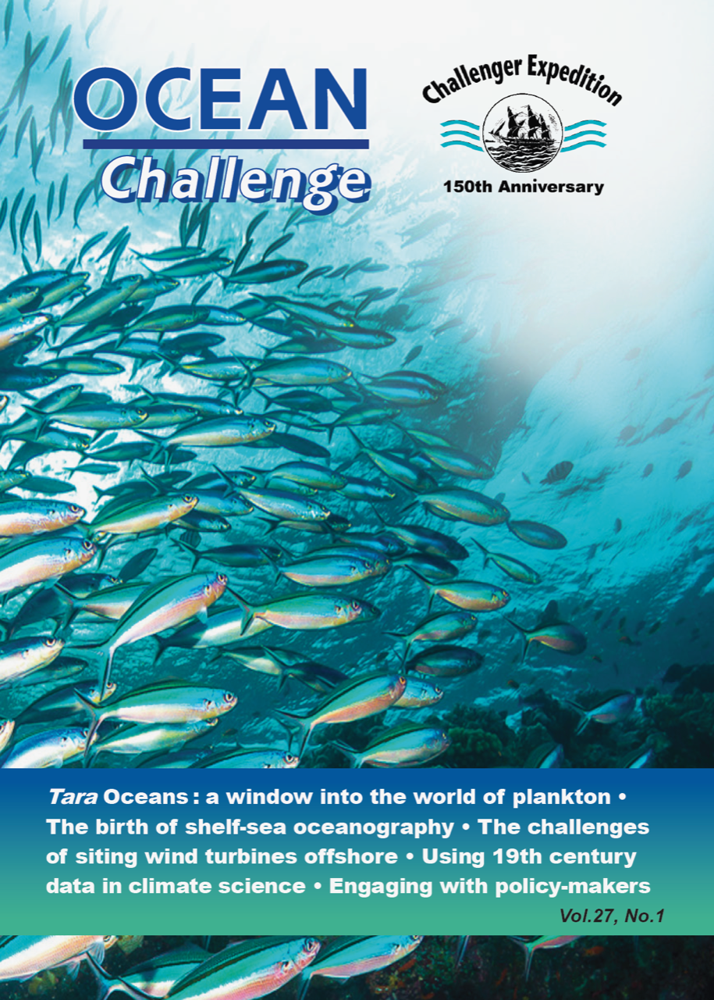 OCEAN
Challenge
Challenger Expedition
150th Anniversary
Tara Oceans : a window into the world of plankton •
The birth of shelf-sea oceanography • The challenges
of siting wind turbines offshore • Using 19th century
data in climate science • Engaging with policy-makers
Vol.27, No.1